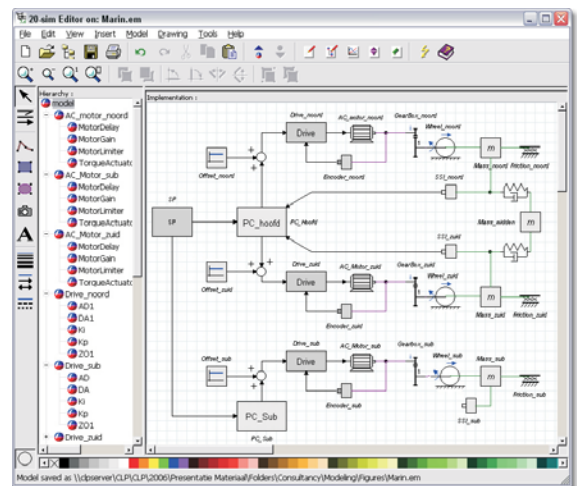 20-sim Editor on: Marin.em
File Edit View Insert Model Drawing Tools Help
Hierarchy :
model
AC_motor_noord
MotorDelay
MotorGain
MotorLimiter
TorqueActuato
AC_Motor_sub
MotorDelay
MotorGain
MotorLimiter
TorqueActuato
AC_Motor_zuid
MotorDelay
MotorGain
MotorLimiter
TorqueActuato
Drive_noord
AD1
DA1
Ki
Kp
ZO1
Drive_sub
AD
DA
Ki
Kp
ZO1
Drive_zuid
A
Implementation :
Drive_noord
AC_motor_noord
GearBox_noord
Wheel_noord
Drive
m
Offset_noord
Encoder_noord
Mass_noord
Friction_noord
SSI_noord
SP
SP
PC_hoofd
PC_Hoofd
Mass_midden
m
SSI_zuid
Drive_zuid
AC_Motor_zuid
GearBox_zuid
Wheel_zuid
Drive
m
Offset_zuid
Encoder_zuid
Mass_zuid
Friction_zuid
Drive_sub
AC_Motor_sub
Gearbox_sub
Wheel_sub
Mass_sub
Drive
m
Offset_sub
Encoder_sub
Friction_sub
SSI_sub
PC_Sub
PC_Sub
Model saved as \\clpserver\CLP\CLP\2006\Presentatie Materiaal\Folders\Consultancy\Modeling\Figures\Marin.em